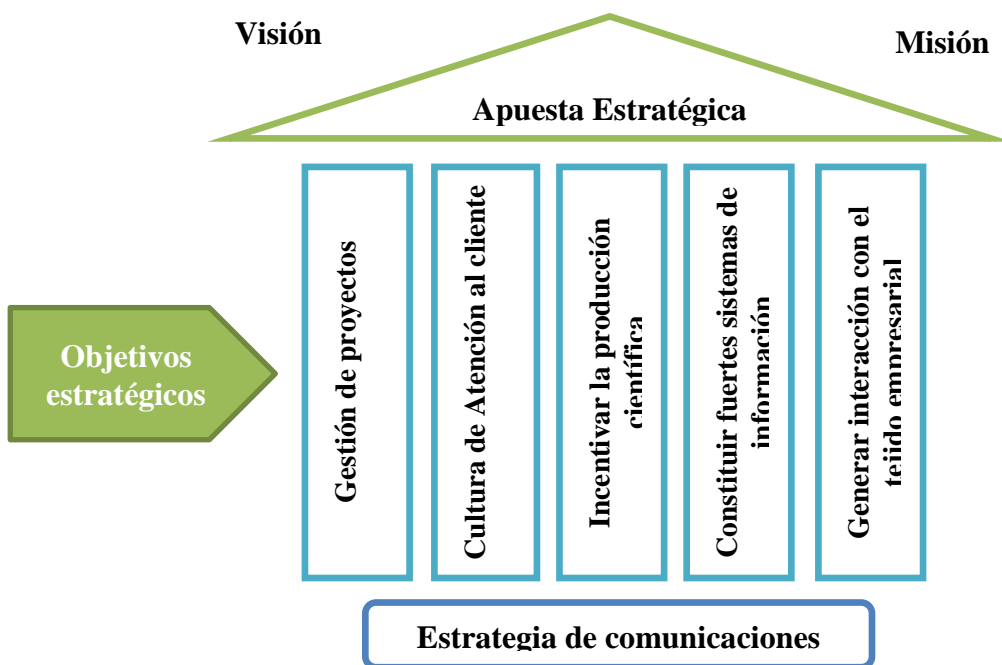 Visión
Misión
Apuesta Estratégica
Objetivos
estratégicos
Gestión de proyectos
Cultura de Atención al cliente
Incentivar la producción
científica
Constituir fuertes sistemas de
información
Generar interacción con el
tejido empresarial
Estrategia de comunicaciones